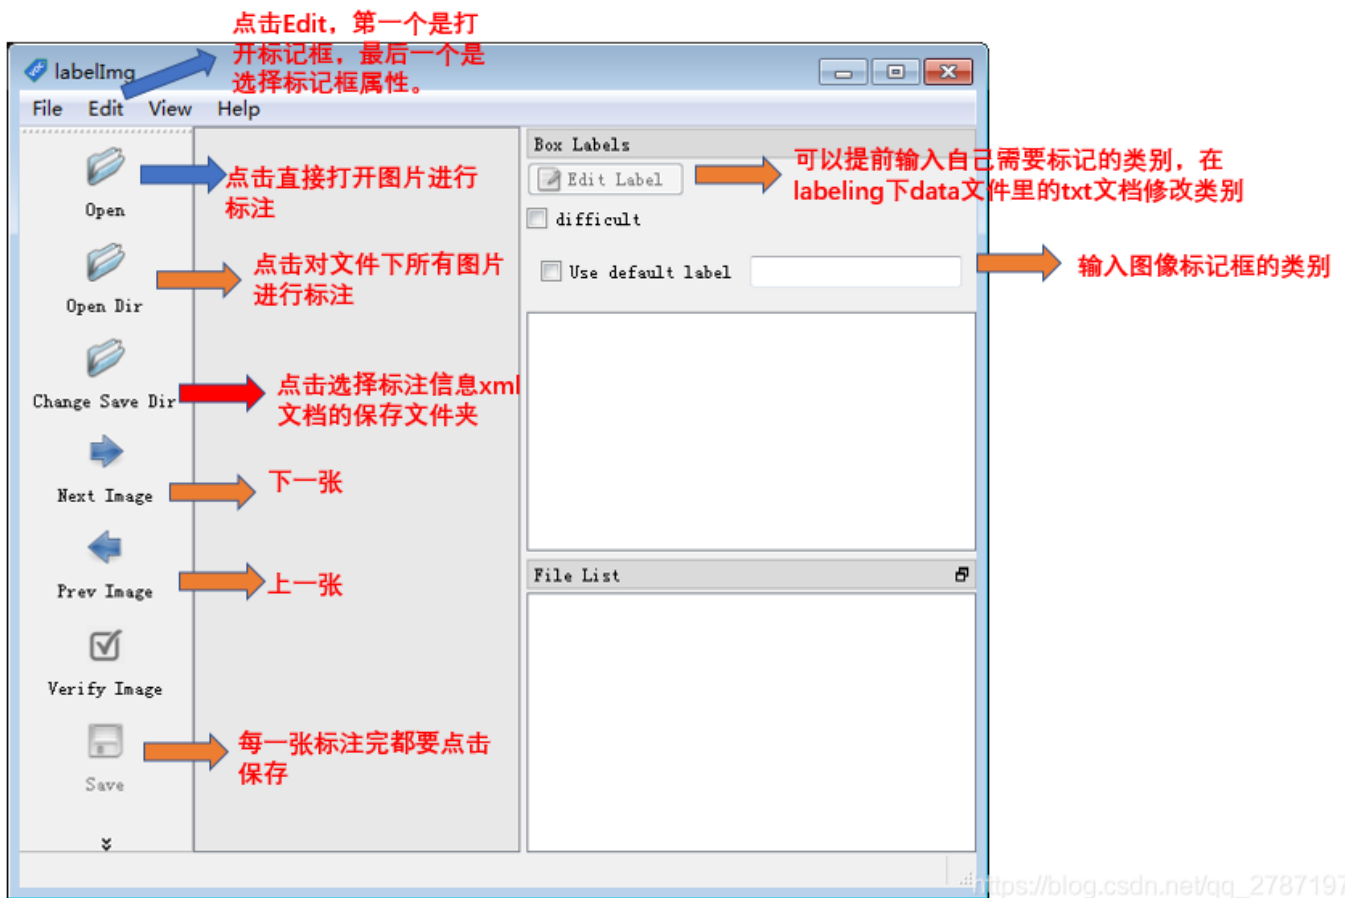 点击Edit，第一个是打
开标记框，最后一个是
选择标记框属性。
labelImg
File Edit View Help
Open
点击直接打开图片进行
标注
Open Dir
点击对文件下所有图片
进行标注
Change Save Dir
点击选择标注信息xml
文档的保存文件夹
Next Image
下一张
Prev Image
上一张
Verify Image
Save
每一张标注完都要点击
保存
Box Labels
Edit Label
可以提前输入自己需要标记的类别，在
labeling下data文件里的txt文档修改类别
difficult
Use default label
输入图像标记框的类别
File List
https://blog.csdn.net/qq_2787197